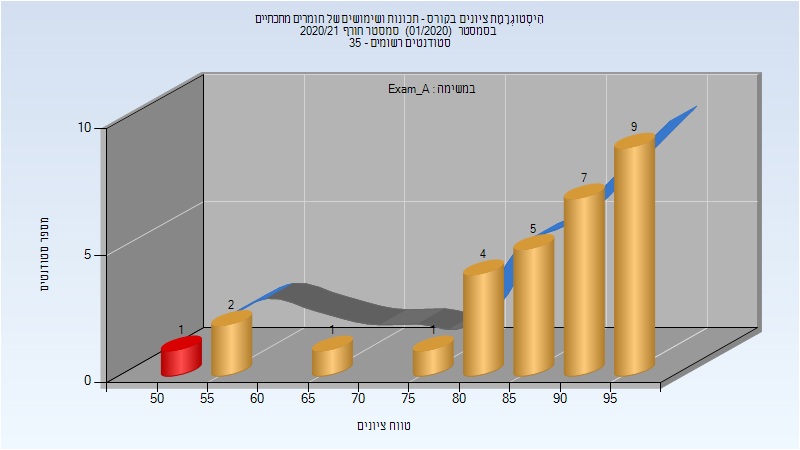 היסטוגרמת ציונים בקורס - תכונות ושימושים של חומרים מתכתיים
בסמסטר (01/2020) סמסטר חורף 2020/21
סטודנטים רשומים - 35
במשימה : Exam_A
מספר סטודנטים
10
5
0
1
2
1
1
4
5
7
9
50 55 60 65 70 75 80 85 90 95
טווח ציונים